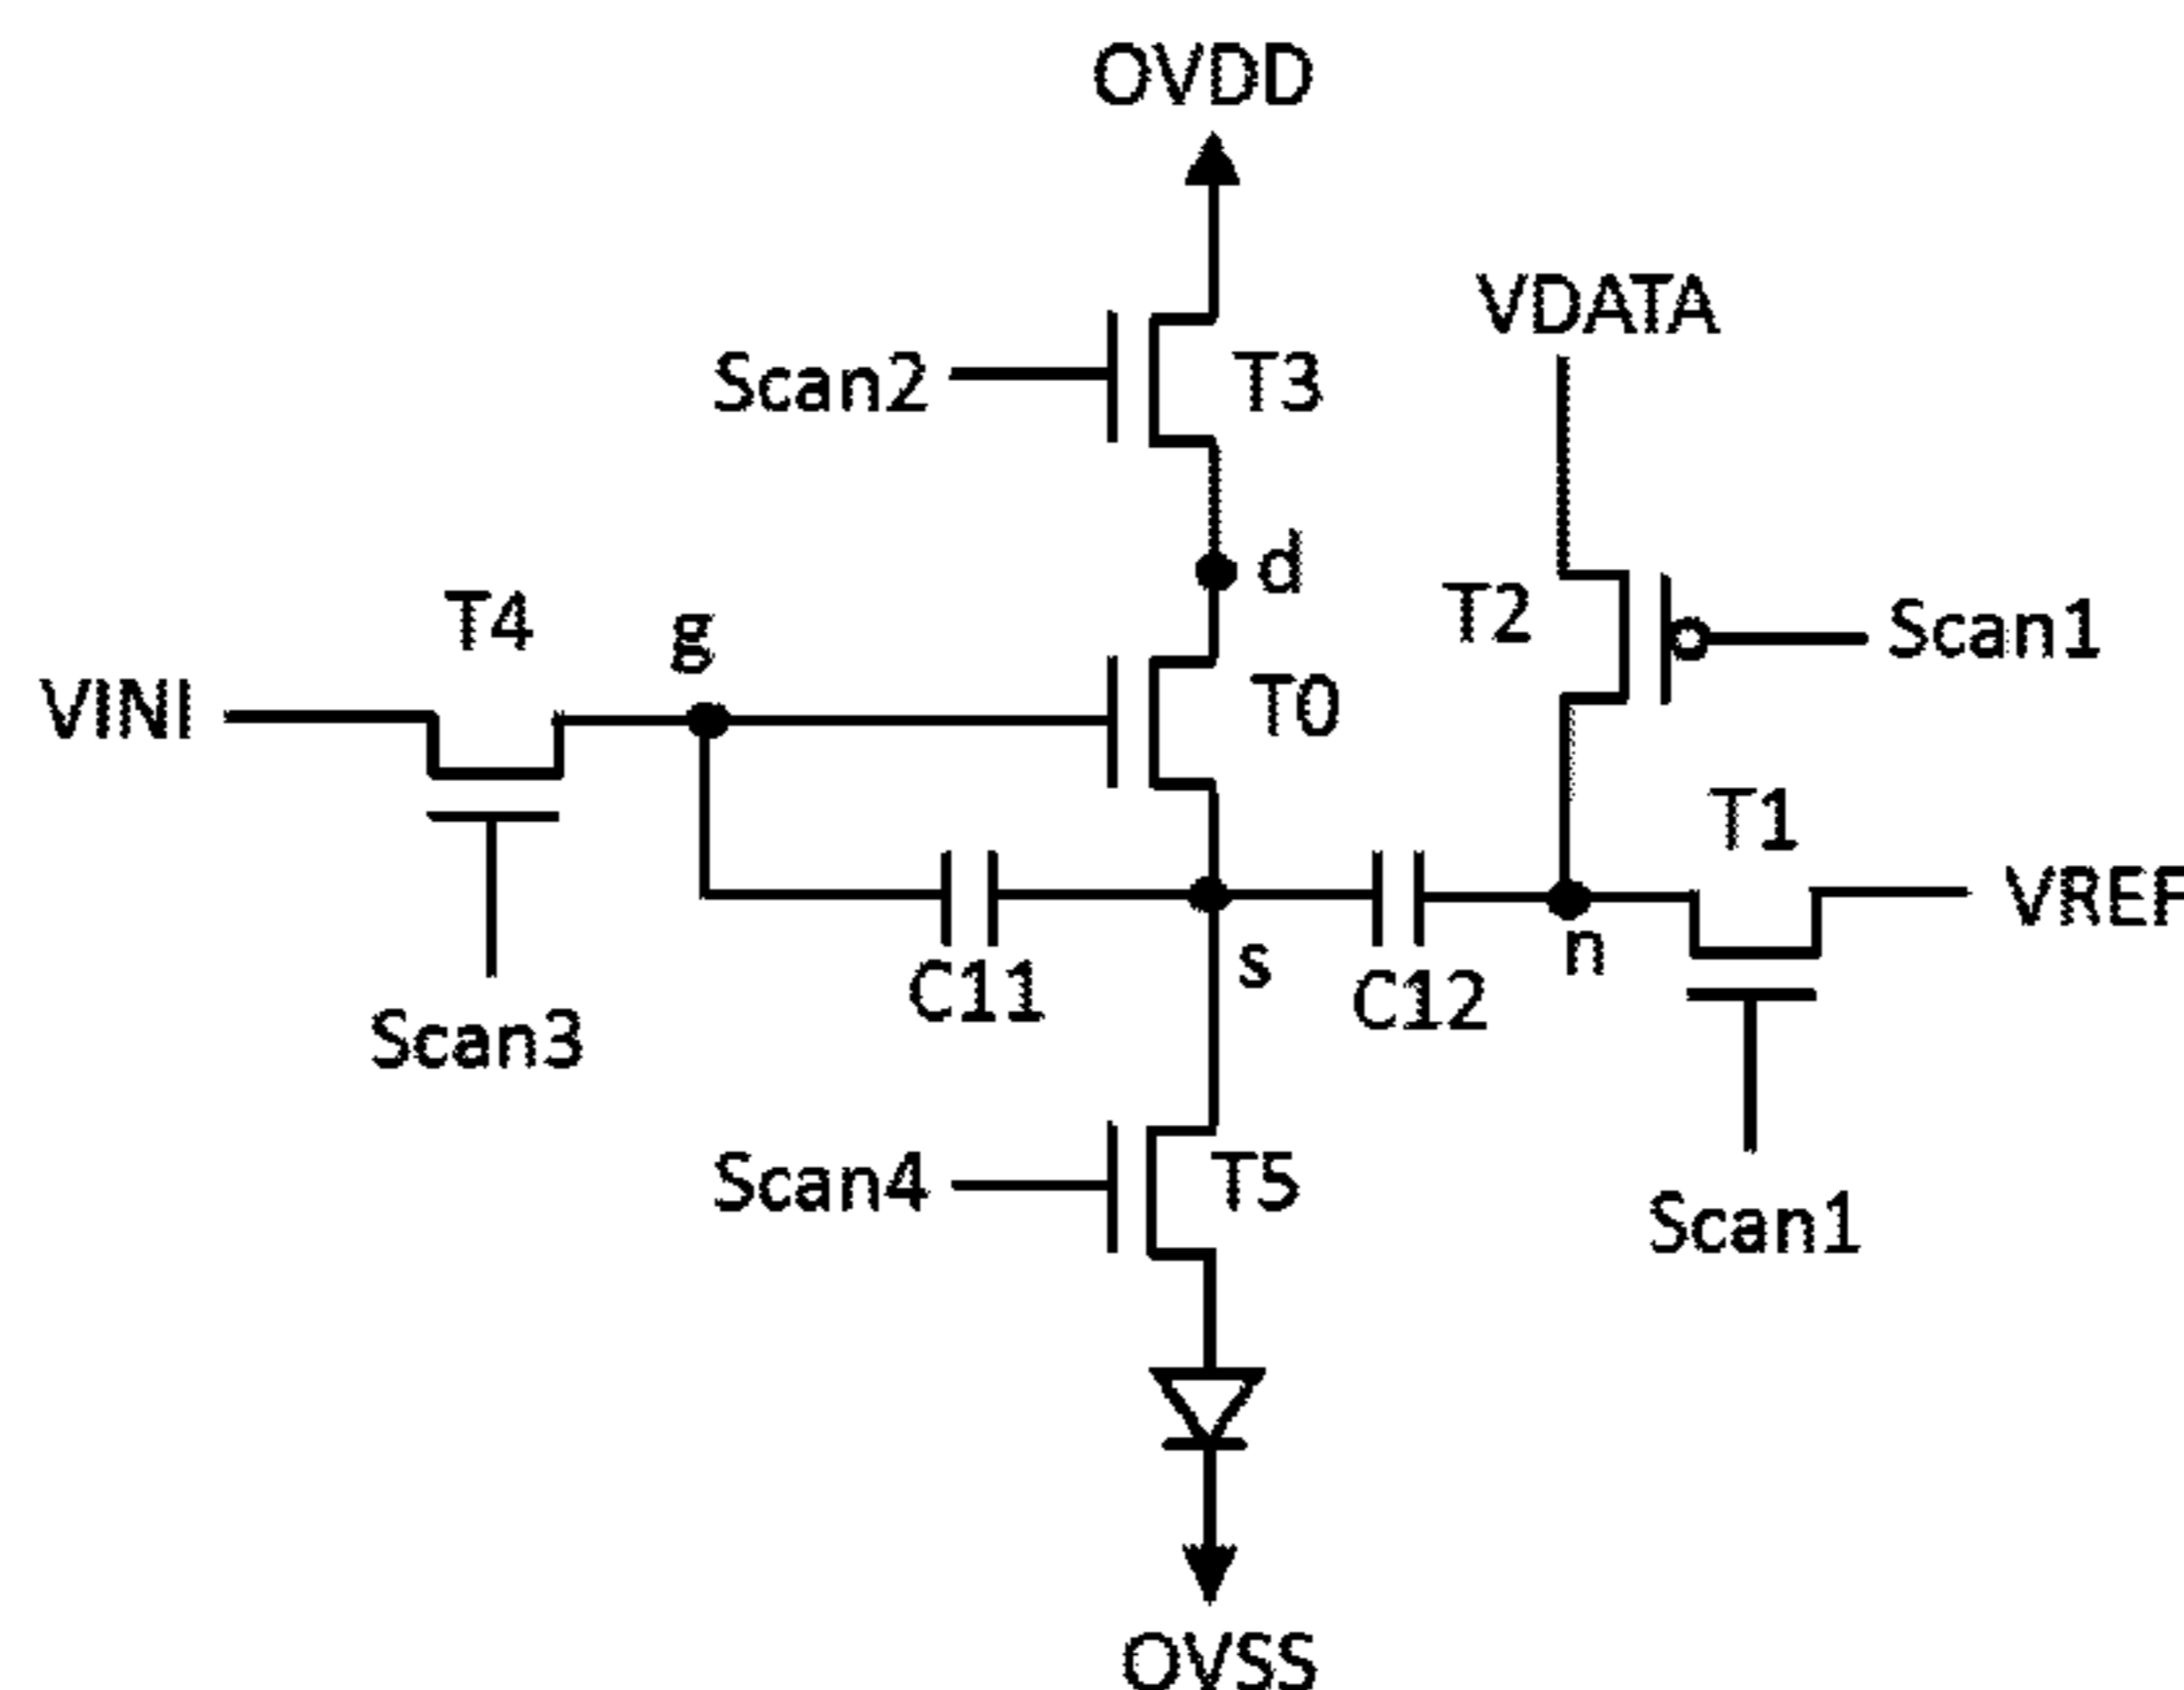 OVDD
VDATA
Scan2
T3
d
T4
g
T2
Scan1
VINI
T0
T1
VREF
s
n
C11
C12
Scan3
Scan4
T5
Scan1
OVSS